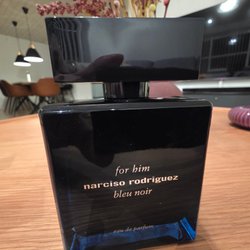 for him
narciso rodriguez
bleu noir
eau de parfum